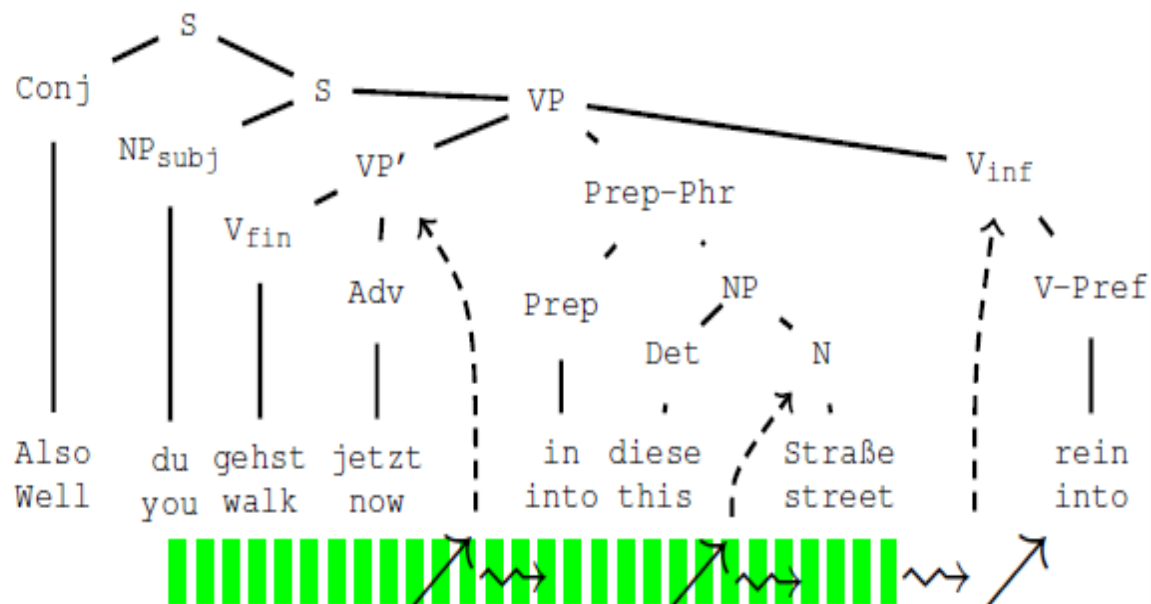 S
Conj S VP
NPsubj VP' Vinf
Prep-Phr
Vfin
Adv Prep NP V-Pref
Det N
Also du gehst jetzt in diese Straße rein
Well you walk now into this street into